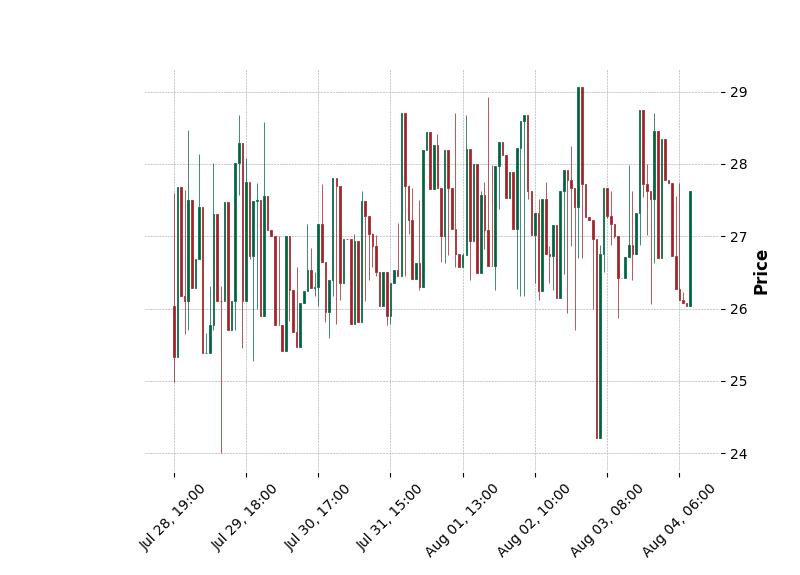 29
28
27
26
25
24
Price
Jul 28, 19:00
Jul 29, 18:00
Jul 30, 17:00
Jul 31, 15:00
Aug 01, 13:00
Aug 02, 10:00
Aug 03, 08:00
Aug 04, 06:00